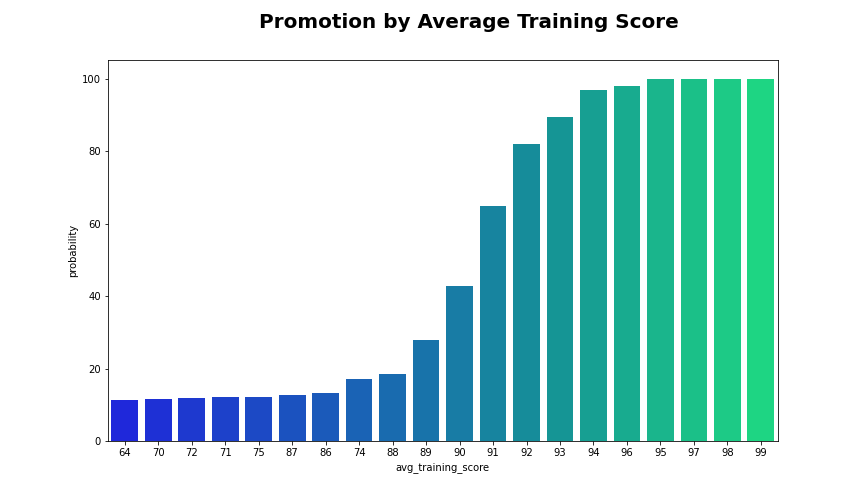 Promotion by Average Training Score
probability
100
80
60
40
20
0
64 70 72 71 75 87 86 74 88 89 90 91 92 93 94 96 95 97 98 99
avg_training_score